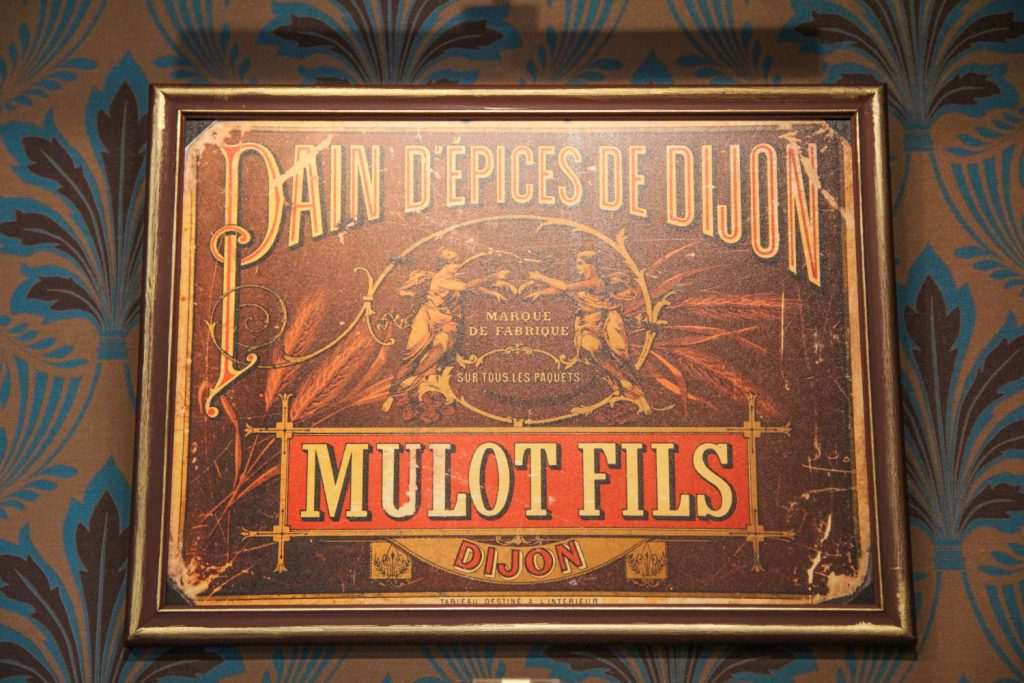 PAIN D'ÉPICES DE DIJON
MARQUE
DE FABRIQUE
SUR TOUS LES PAQUETS
MULOT FILS
DIJON
TABLEAU DESTINÉ A L'INTERIEUR